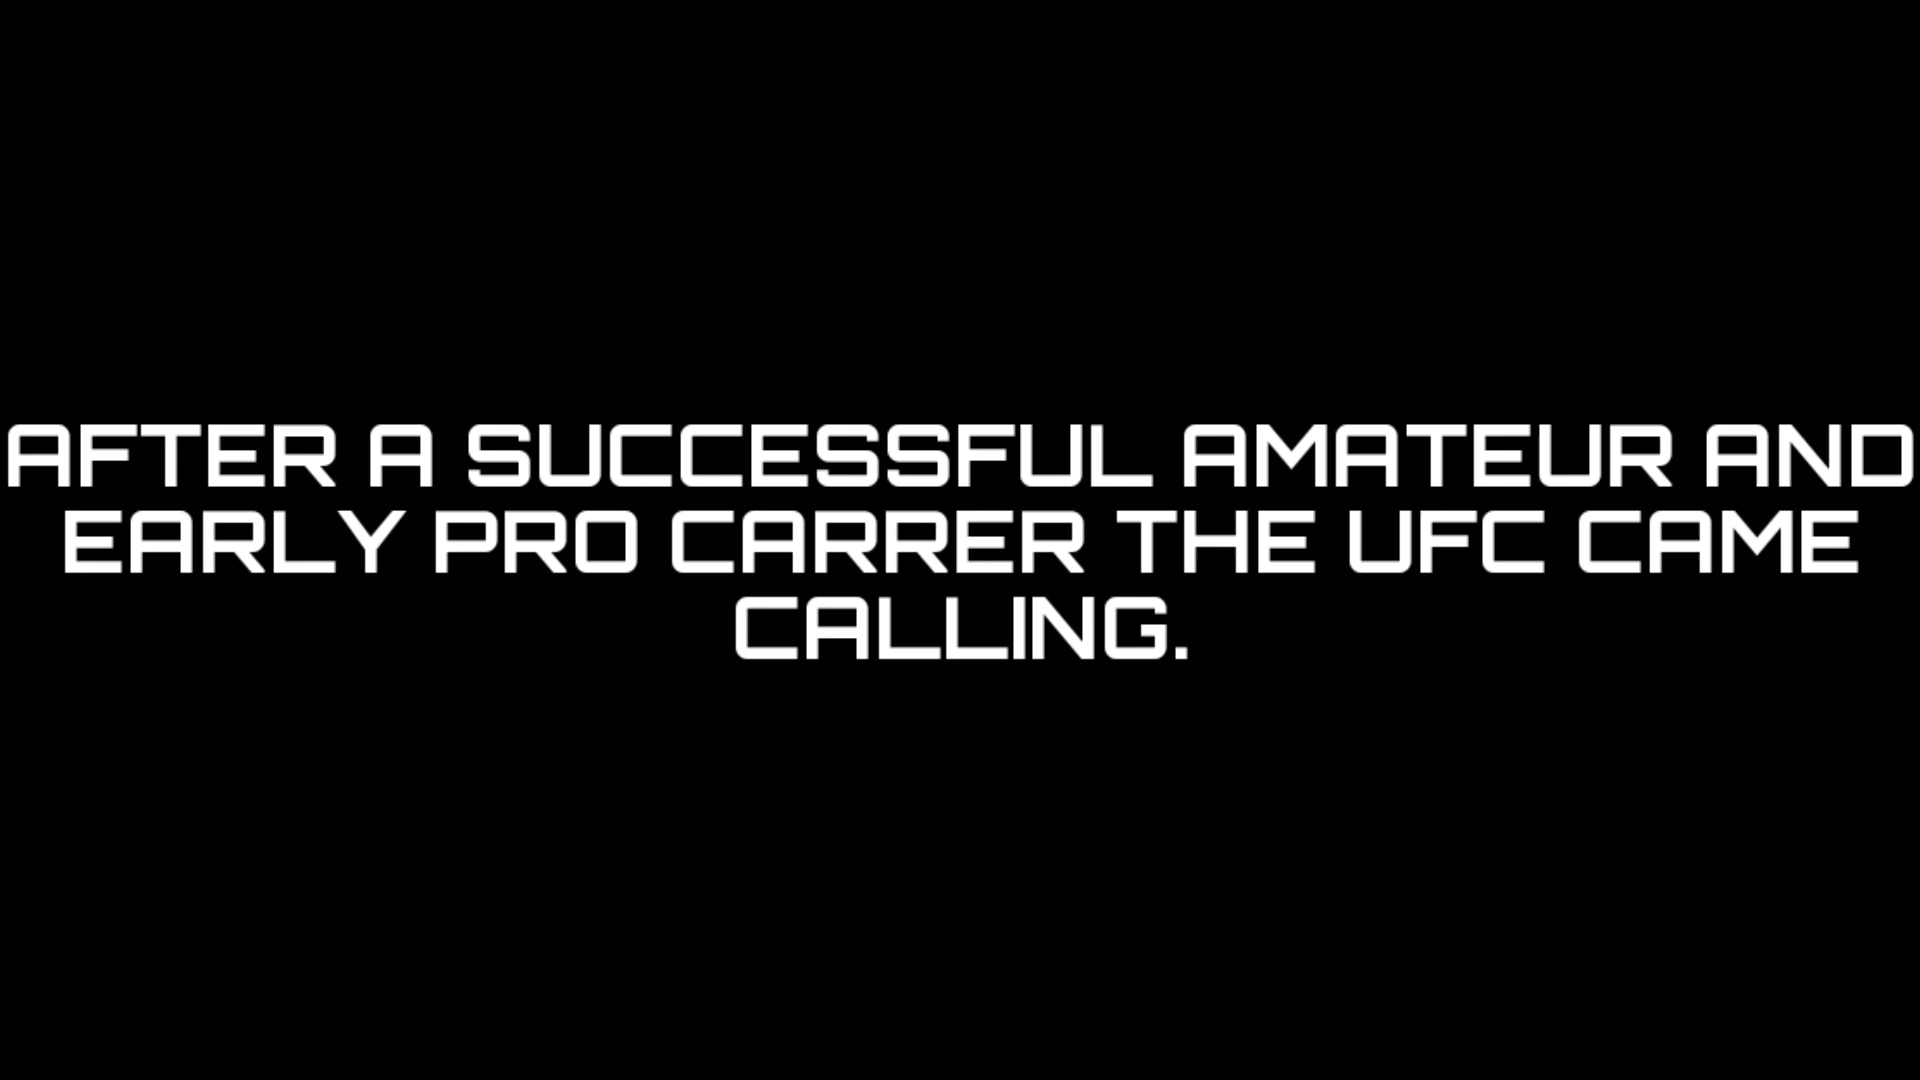 AFTER A SUCCESSFUL AMATEUR AND
EARLY PRO CARRER THE UFC CAME
CALLING.